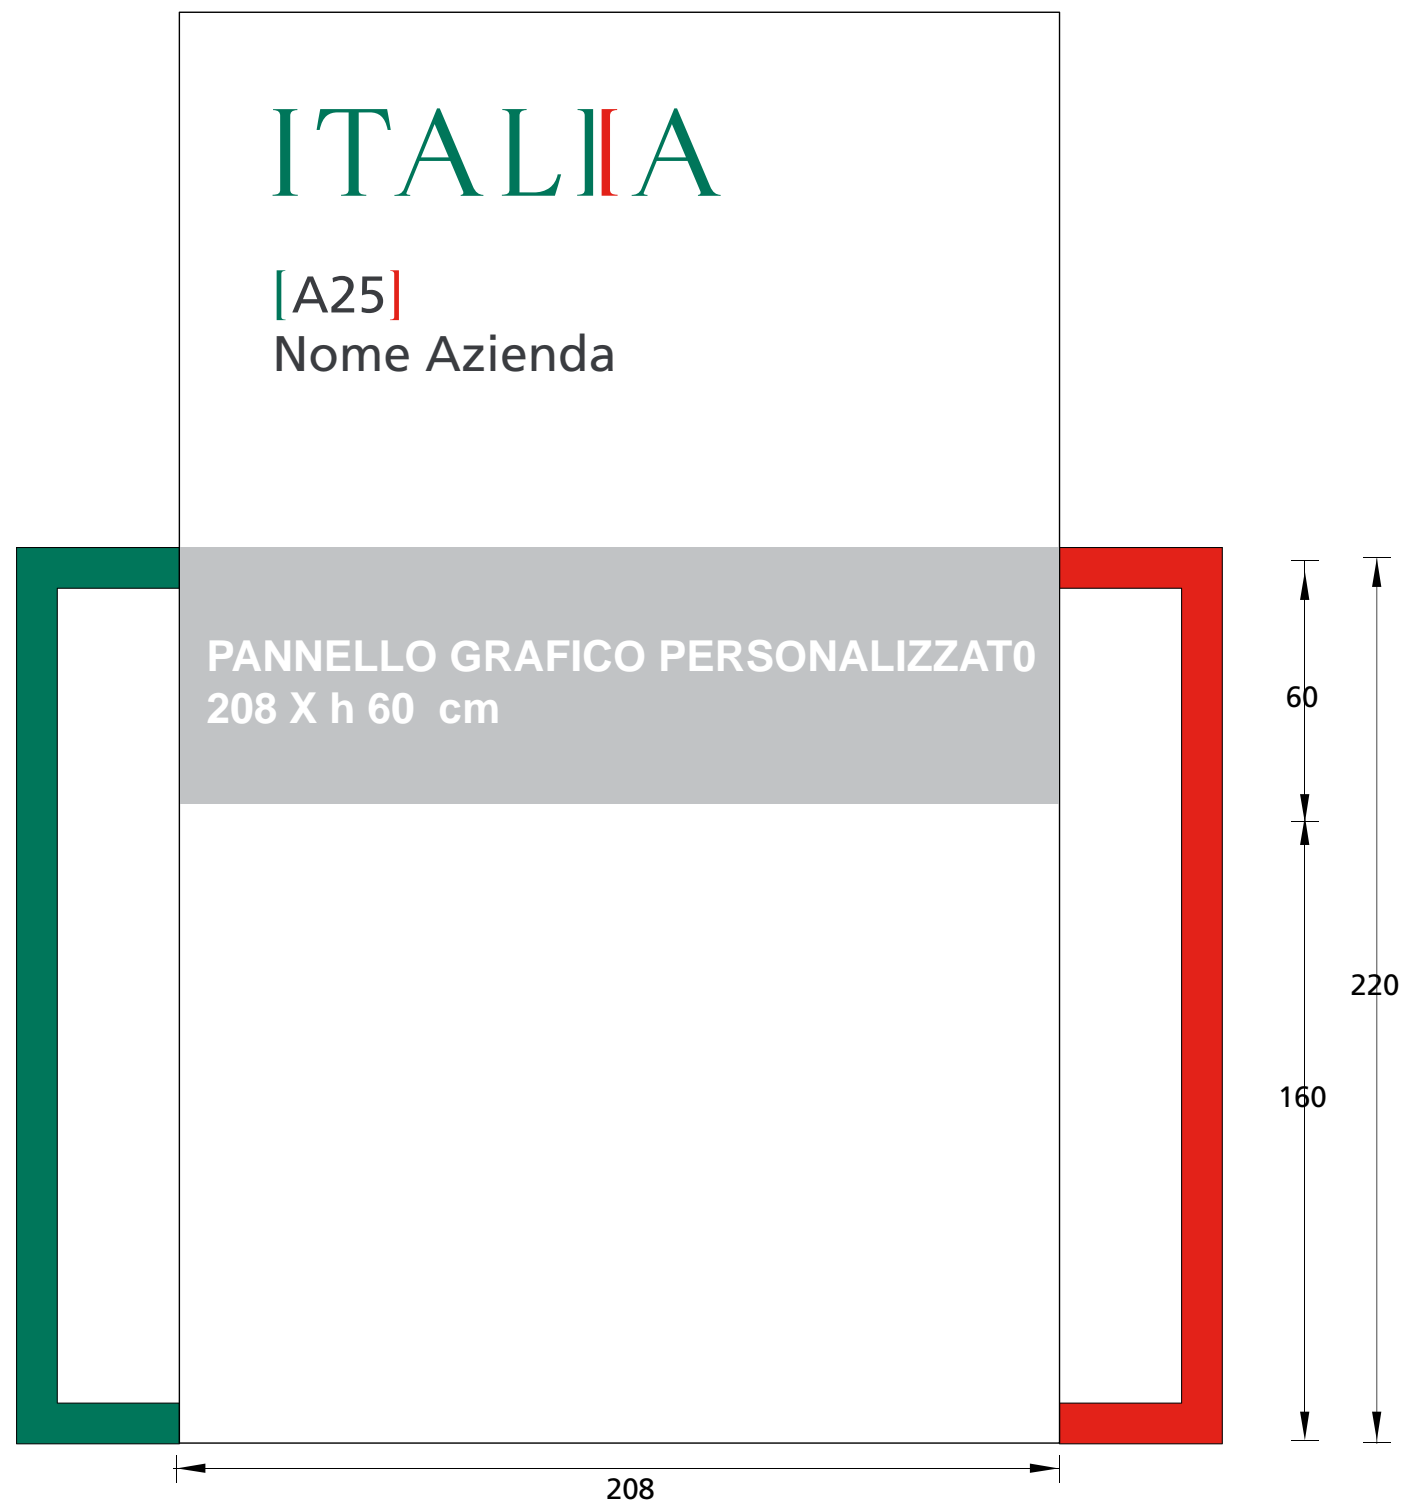 ITALIA
[A25]
Nome Azienda
PANNELLO GRAFICO PERSONALIZZAT0
208 X h 60 cm
60
220
160
208